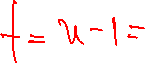 t = u - 1 =